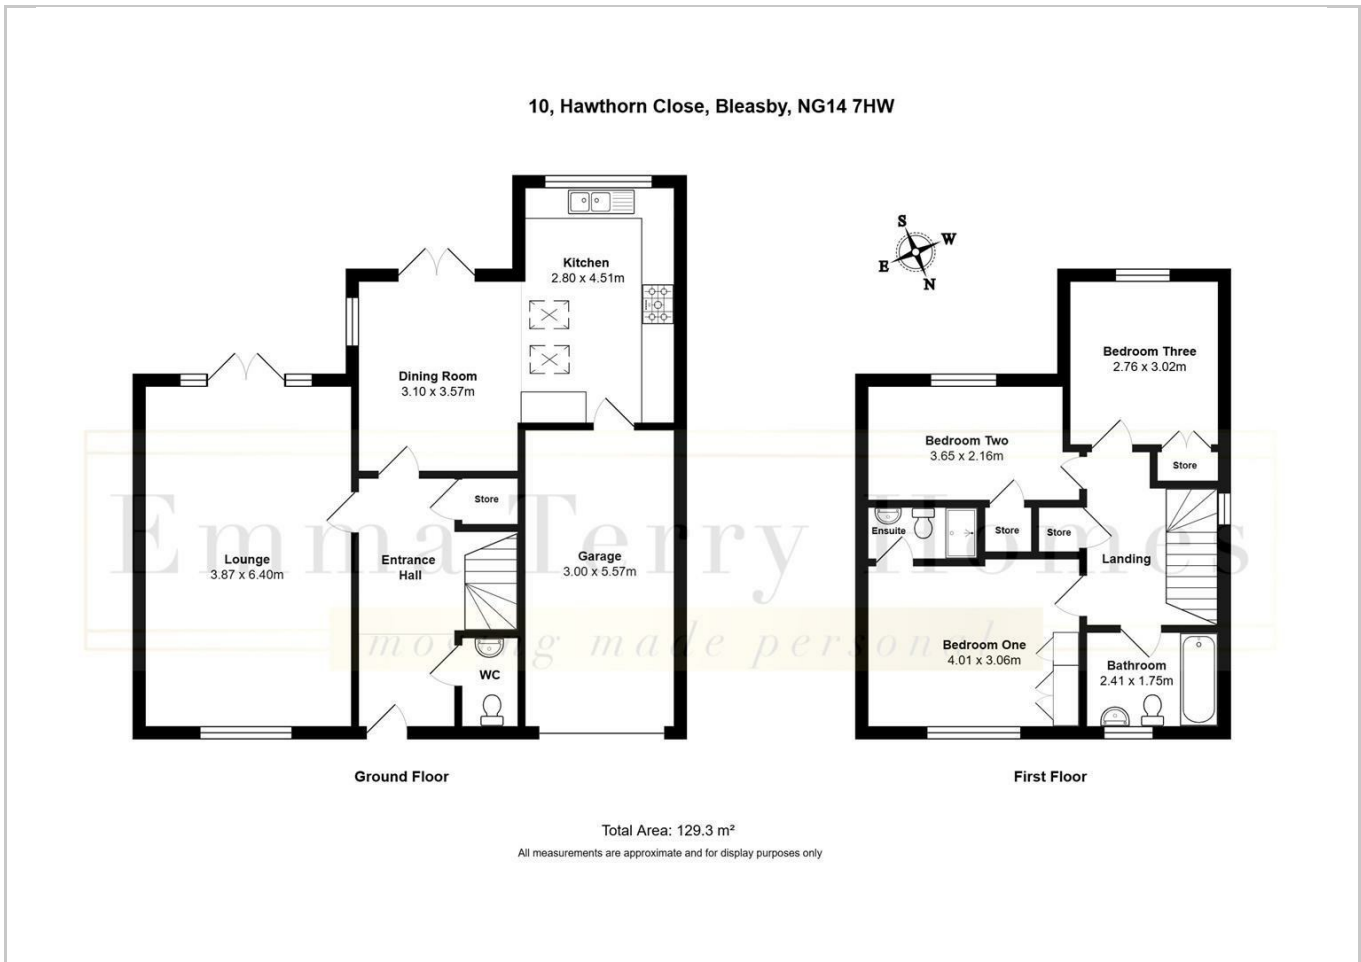 10, Hawthorn Close, Bleasby, NG14 7HW
S
W
E
N
Kitchen
2.80 x 4.51m
Dining Room
3.10 x 3.57m
Store
Lounge
3.87 x 6.40m
Entrance
Hall
Garage
3.00 x 5.57m
WC
Ground Floor
Bedroom Three
2.76 x 3.02m
Bedroom Two
3.65 x 2.16m
Store
Ensuite
Store
Store
Landing
Bedroom One
4.01 x 3.06m
Bathroom
2.41 x 1.75m
First Floor
Emma Terry Homes
moving made personal
Total Area: 129.3 m²
All measurements are approximate and for display purposes only